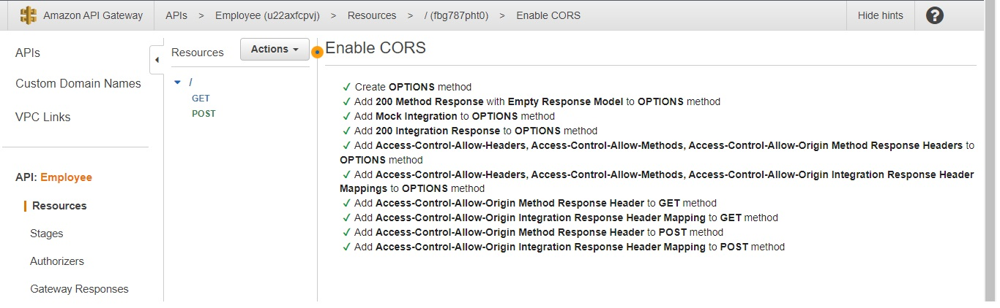 Amazon API Gateway APIs > Employee (u22axfcpvj) > Resources > / (fbg787pht0) > Enable CORS Hide hints ?
APIs
Custom Domain Names
VPC Links
API: Employee
Resources
Stages
Authorizers
Gateway Responses
Resources Actions
/
GET
POST
Enable CORS
✓ Create OPTIONS method
✓ Add 200 Method Response with Empty Response Model to OPTIONS method
✓ Add Mock Integration to OPTIONS method
✓ Add 200 Integration Response to OPTIONS method
✓ Add Access-Control-Allow-Headers, Access-Control-Allow-Methods, Access-Control-Allow-Origin Method Response Headers to
OPTIONS method
✓ Add Access-Control-Allow-Headers, Access-Control-Allow-Methods, Access-Control-Allow-Origin Integration Response Header
Mappings to OPTIONS method
✓ Add Access-Control-Allow-Origin Method Response Header to GET method
✓ Add Access-Control-Allow-Origin Integration Response Header Mapping to GET method
✓ Add Access-Control-Allow-Origin Method Response Header to POST method
✓ Add Access-Control-Allow-Origin Integration Response Header Mapping to POST method